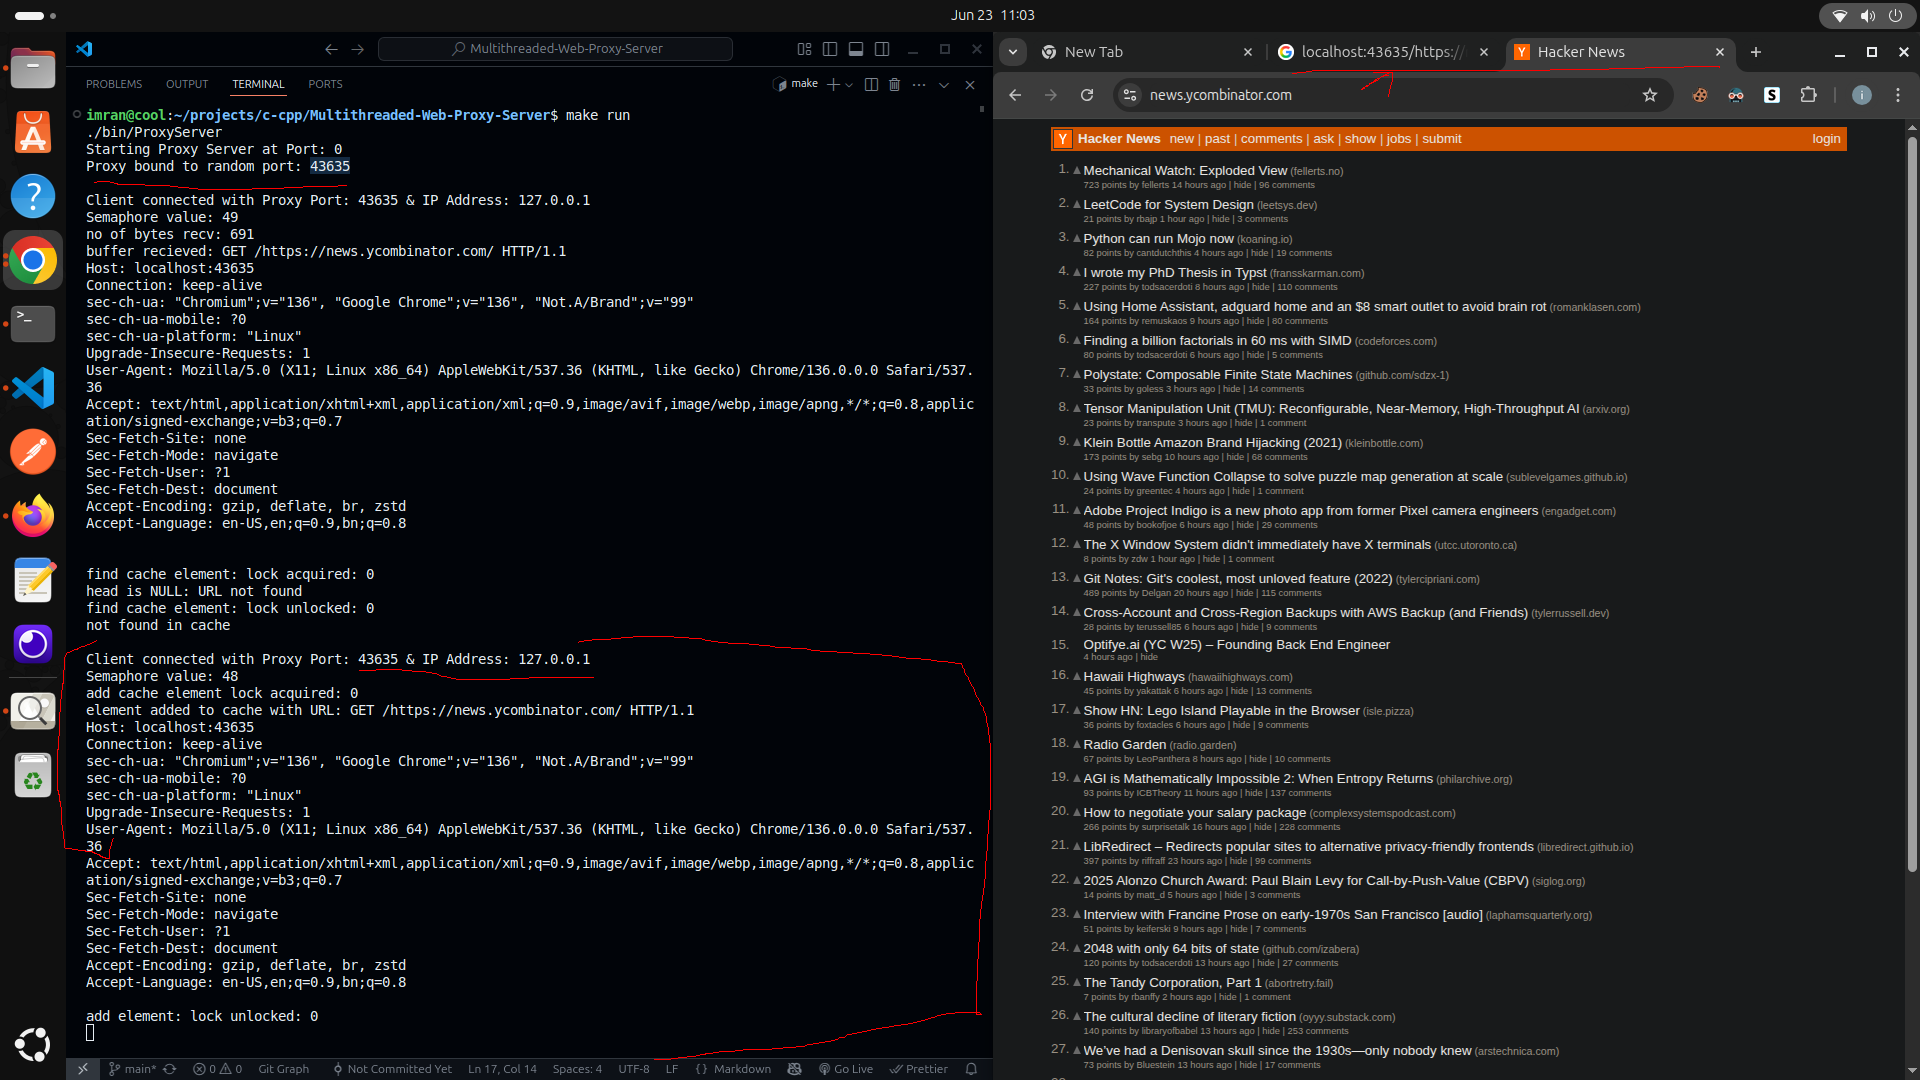 Jun 23 11:03
Multithreaded-Web-Proxy-Server
PROBLEMS OUTPUT TERMINAL PORTS
make
imran@cool:~/projects/c-cpp/Multithreaded-Web-Proxy-Server$ make run
./bin/ProxyServer
Starting Proxy Server at Port: 0
Proxy bound to random port: 43635
Client connected with Proxy Port: 43635 & IP Address: 127.0.0.1
Semaphore value: 49
no of bytes recv: 691
buffer recieved: GET /https://news.ycombinator.com/ HTTP/1.1
Host: localhost:43635
Connection: keep-alive
sec-ch-ua: "Chromium";v="136", "Google Chrome";v="136", "Not.A/Brand";v="99"
sec-ch-ua-mobile: ?0
sec-ch-ua-platform: "Linux"
Upgrade-Insecure-Requests: 1
User-Agent: Mozilla/5.0 (X11; Linux x86_64) AppleWebKit/537.36 (KHTML, like Gecko) Chrome/136.0.0.0 Safari/537.
36
Accept: text/html,application/xhtml+xml,application/xml;q=0.9,image/avif,image/webp,image/apng,*/*;q=0.8,applic
ation/signed-exchange;v=b3;q=0.7
Sec-Fetch-Site: none
Sec-Fetch-Mode: navigate
Sec-Fetch-User: ?1
Sec-Fetch-Dest: document
Accept-Encoding: gzip, deflate, br, zstd
Accept-Language: en-US,en;q=0.9,bn;q=0.8
find cache element: lock acquired: 0
head is NULL: URL not found
find cache element: lock unlocked: 0
not found in cache
Client connected with Proxy Port: 43635 & IP Address: 127.0.0.1
Semaphore value: 48
add cache element lock acquired: 0
element added to cache with URL: GET /https://news.ycombinator.com/ HTTP/1.1
Host: localhost:43635
Connection: keep-alive
sec-ch-ua: "Chromium";v="136", "Google Chrome";v="136", "Not.A/Brand";v="99"
sec-ch-ua-mobile: ?0
sec-ch-ua-platform: "Linux"
Upgrade-Insecure-Requests: 1
User-Agent: Mozilla/5.0 (X11; Linux x86_64) AppleWebKit/537.36 (KHTML, like Gecko) Chrome/136.0.0.0 Safari/537.
36
Accept: text/html,application/xhtml+xml,application/xml;q=0.9,image/avif,image/webp,image/apng,*/*;q=0.8,applic
ation/signed-exchange;v=b3;q=0.7
Sec-Fetch-Site: none
Sec-Fetch-Mode: navigate
Sec-Fetch-User: ?1
Sec-Fetch-Dest: document
Accept-Encoding: gzip, deflate, br, zstd
Accept-Language: en-US,en;q=0.9,bn;q=0.8
add element: lock unlocked: 0
main* 0 0 Git Graph Not Committed Yet Ln 17, Col 14 Spaces: 4 UTF-8 LF {} Markdown Go Live Prettier
New Tab localhost:43635/https:// Hacker News
news.ycombinator.com
Y Hacker News new | past | comments | ask | show | jobs | submit login
1. Mechanical Watch: Exploded View (fellerts.no)
723 points by fellerts 14 hours ago | hide | 96 comments
2. LeetCode for System Design (leetsys.dev)
21 points by rbajp 1 hour ago | hide | 3 comments
3. Python can run Mojo now (koaning.io)
82 points by cantdutchthis 4 hours ago | hide | 19 comments
4. I wrote my PhD Thesis in Typst (fransskarman.com)
227 points by todsacerdoti 8 hours ago | hide | 110 comments
5. Using Home Assistant, adguard home and an $8 smart outlet to avoid brain rot (romanklasen.com)
164 points by remuskaos 9 hours ago | hide | 80 comments
6. Finding a billion factorials in 60 ms with SIMD (codeforces.com)
80 points by todsacerdoti 6 hours ago | hide | 5 comments
7. Polystate: Composable Finite State Machines (github.com/sdzx-1)
33 points by goless 3 hours ago | hide | 14 comments
8. Tensor Manipulation Unit (TMU): Reconfigurable, Near-Memory, High-Throughput AI (arxiv.org)
23 points by transpute 3 hours ago | hide | 1 comment
9. Klein Bottle Amazon Brand Hijacking (2021) (kleinbottle.com)
173 points by sebg 10 hours ago | hide | 68 comments
10. Using Wave Function Collapse to solve puzzle map generation at scale (sublevelgames.github.io)
24 points by greentec 4 hours ago | hide | 1 comment
11. Adobe Project Indigo is a new photo app from former Pixel camera engineers (engadget.com)
48 points by bookofjoe 6 hours ago | hide | 29 comments
12. The X Window System didn't immediately have X terminals (utcc.utoronto.ca)
8 points by zdw 1 hour ago | hide | 1 comment
13. Git Notes: Git's coolest, most unloved feature (2022) (tylercipriani.com)
489 points by Delgan 20 hours ago | hide | 115 comments
14. Cross-Account and Cross-Region Backups with AWS Backup (and Friends) (tylerrussell.dev)
28 points by terussell85 6 hours ago | hide | 9 comments
15. Optify.ai (YC W25) – Founding Back End Engineer
4 hours ago | hide
16. Hawaii Highways (hawaiihighways.com)
45 points by yakattak 6 hours ago | hide | 13 comments
17. Show HN: Lego Island Playable in the Browser (isle.pizza)
36 points by foxtacles 6 hours ago | hide | 9 comments
18. Radio Garden (radio.garden)
67 points by LeoPanthera 8 hours ago | hide | 10 comments
19. AGI is Mathematically Impossible 2: When Entropy Returns (philarchive.org)
93 points by ICBTheory 11 hours ago | hide | 137 comments
20. How to negotiate your salary package (complexsystemspodcast.com)
266 points by surprisetalk 16 hours ago | hide | 228 comments
21. LibRedirect – Redirects popular sites to alternative privacy-friendly frontends (libredirect.github.io)
397 points by riffraff 23 hours ago | hide | 99 comments
22. 2025 Alonzo Church Award: Paul Blain Levy for Call-by-Push-Value (CBPV) (siglog.org)
14 points by matt_d 5 hours ago | hide | 3 comments
23. Interview with Francine Prose on early-1970s San Francisco [audio] (laphamsquarterly.org)
51 points by keiferski 9 hours ago | hide | 7 comments
24. 2048 with only 64 bits of state (github.com/izabera)
120 points by todsacerdoti 13 hours ago | hide | 27 comments
25. The Tandy Corporation, Part 1 (abortretry.fail)
7 points by rbanffy 2 hours ago | hide | 1 comment
26. The cultural decline of literary fiction (oyyy.substack.com)
140 points by libraryofbabel 13 hours ago | hide | 253 comments
27. We've had a Denisovan skull since the 1930s—only nobody knew (arstechnica.com)
73 points by Bluestein 13 hours ago | hide | 17 comments